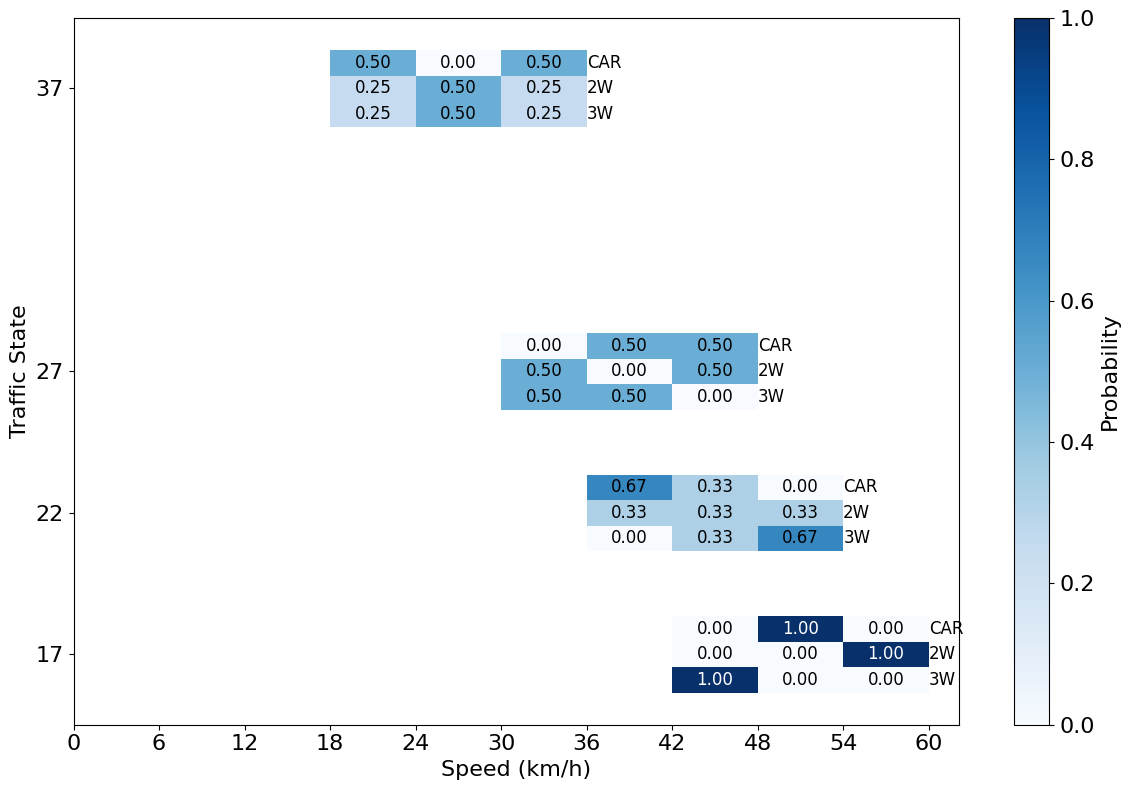 1.0
0.50 0.00 0.50 CAR
37 0.25 0.50 0.25 2W
0.25 0.50 0.25 3W
0.8
0.6
Traffic State
Probability
0.00 0.50 0.50 CAR
27 0.50 0.00 0.50 2W
0.50 0.50 0.00 3W
0.4
0.67 0.33 0.00 CAR
22 0.33 0.33 0.33 2W
0.00 0.33 0.67 3W
0.2
0.00 1.00 0.00 CAR
17 0.00 0.00 1.00 2W
1.00 0.00 0.00 3W
0.0
0 6 12 18 24 30 36 42 48 54 60
Speed (km/h)